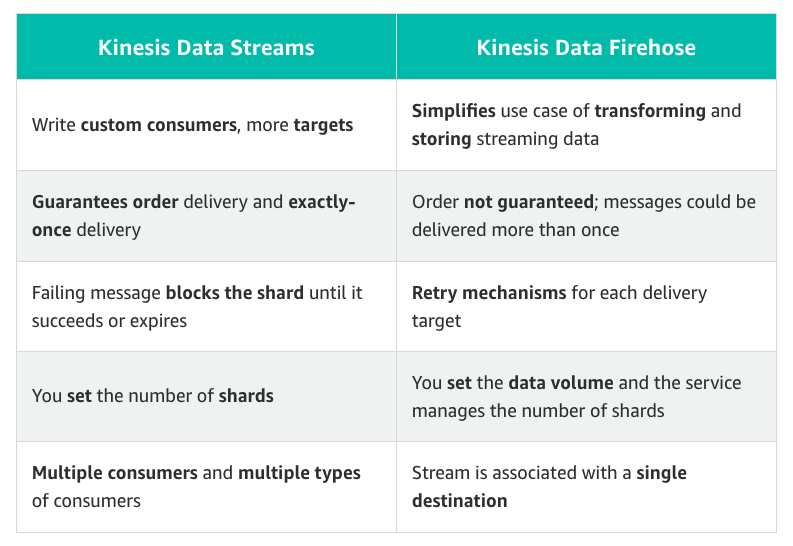 Kinesis Data Streams
Kinesis Data Firehose
Write custom consumers, more targets
Simplifies use case of transforming and
storing streaming data
Guarantees order delivery and exactly-
once delivery
Order not guaranteed; messages could be
delivered more than once
Failing message blocks the shard until it
succeeds or expires
Retry mechanisms for each delivery
target
You set the number of shards
You set the data volume and the service
manages the number of shards
Multiple consumers and multiple types
of consumers
Stream is associated with a single
destination